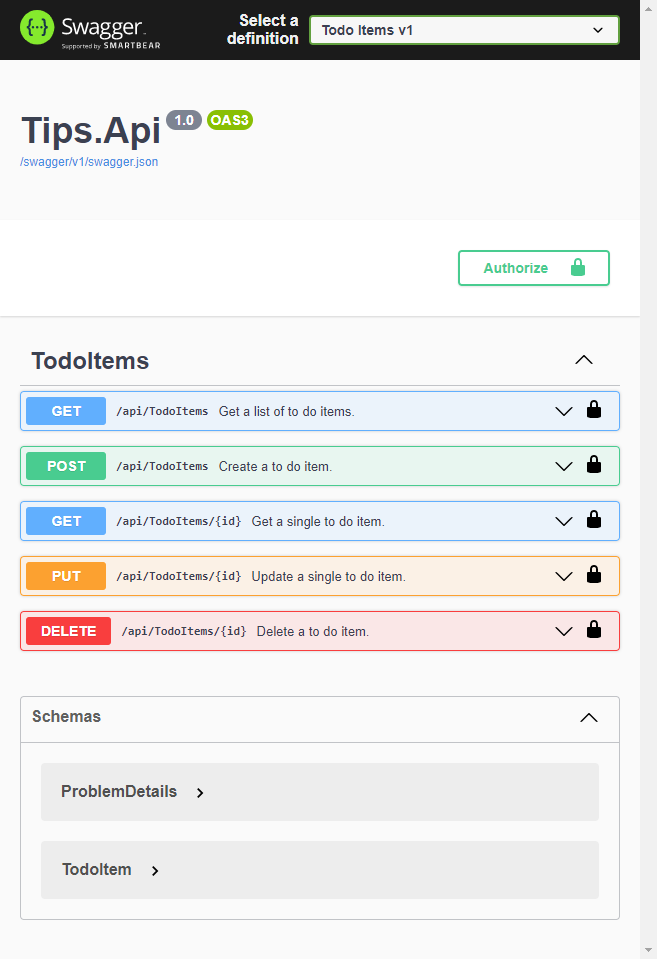 Swagger
Supported by SMARTBEAR
Select a
definition
Todo Items v1
Tips.Api 1.0 OAS3
/swagger/v1/swagger.json
Authorize
TodoItems
GET /api/TodoItems Get a list of to do items.
POST /api/TodoItems Create a to do item.
GET /api/TodoItems/{id} Get a single to do item.
PUT /api/TodoItems/{id} Update a single to do item.
DELETE /api/TodoItems/{id} Delete a to do item.
Schemas
ProblemDetails
TodoItem